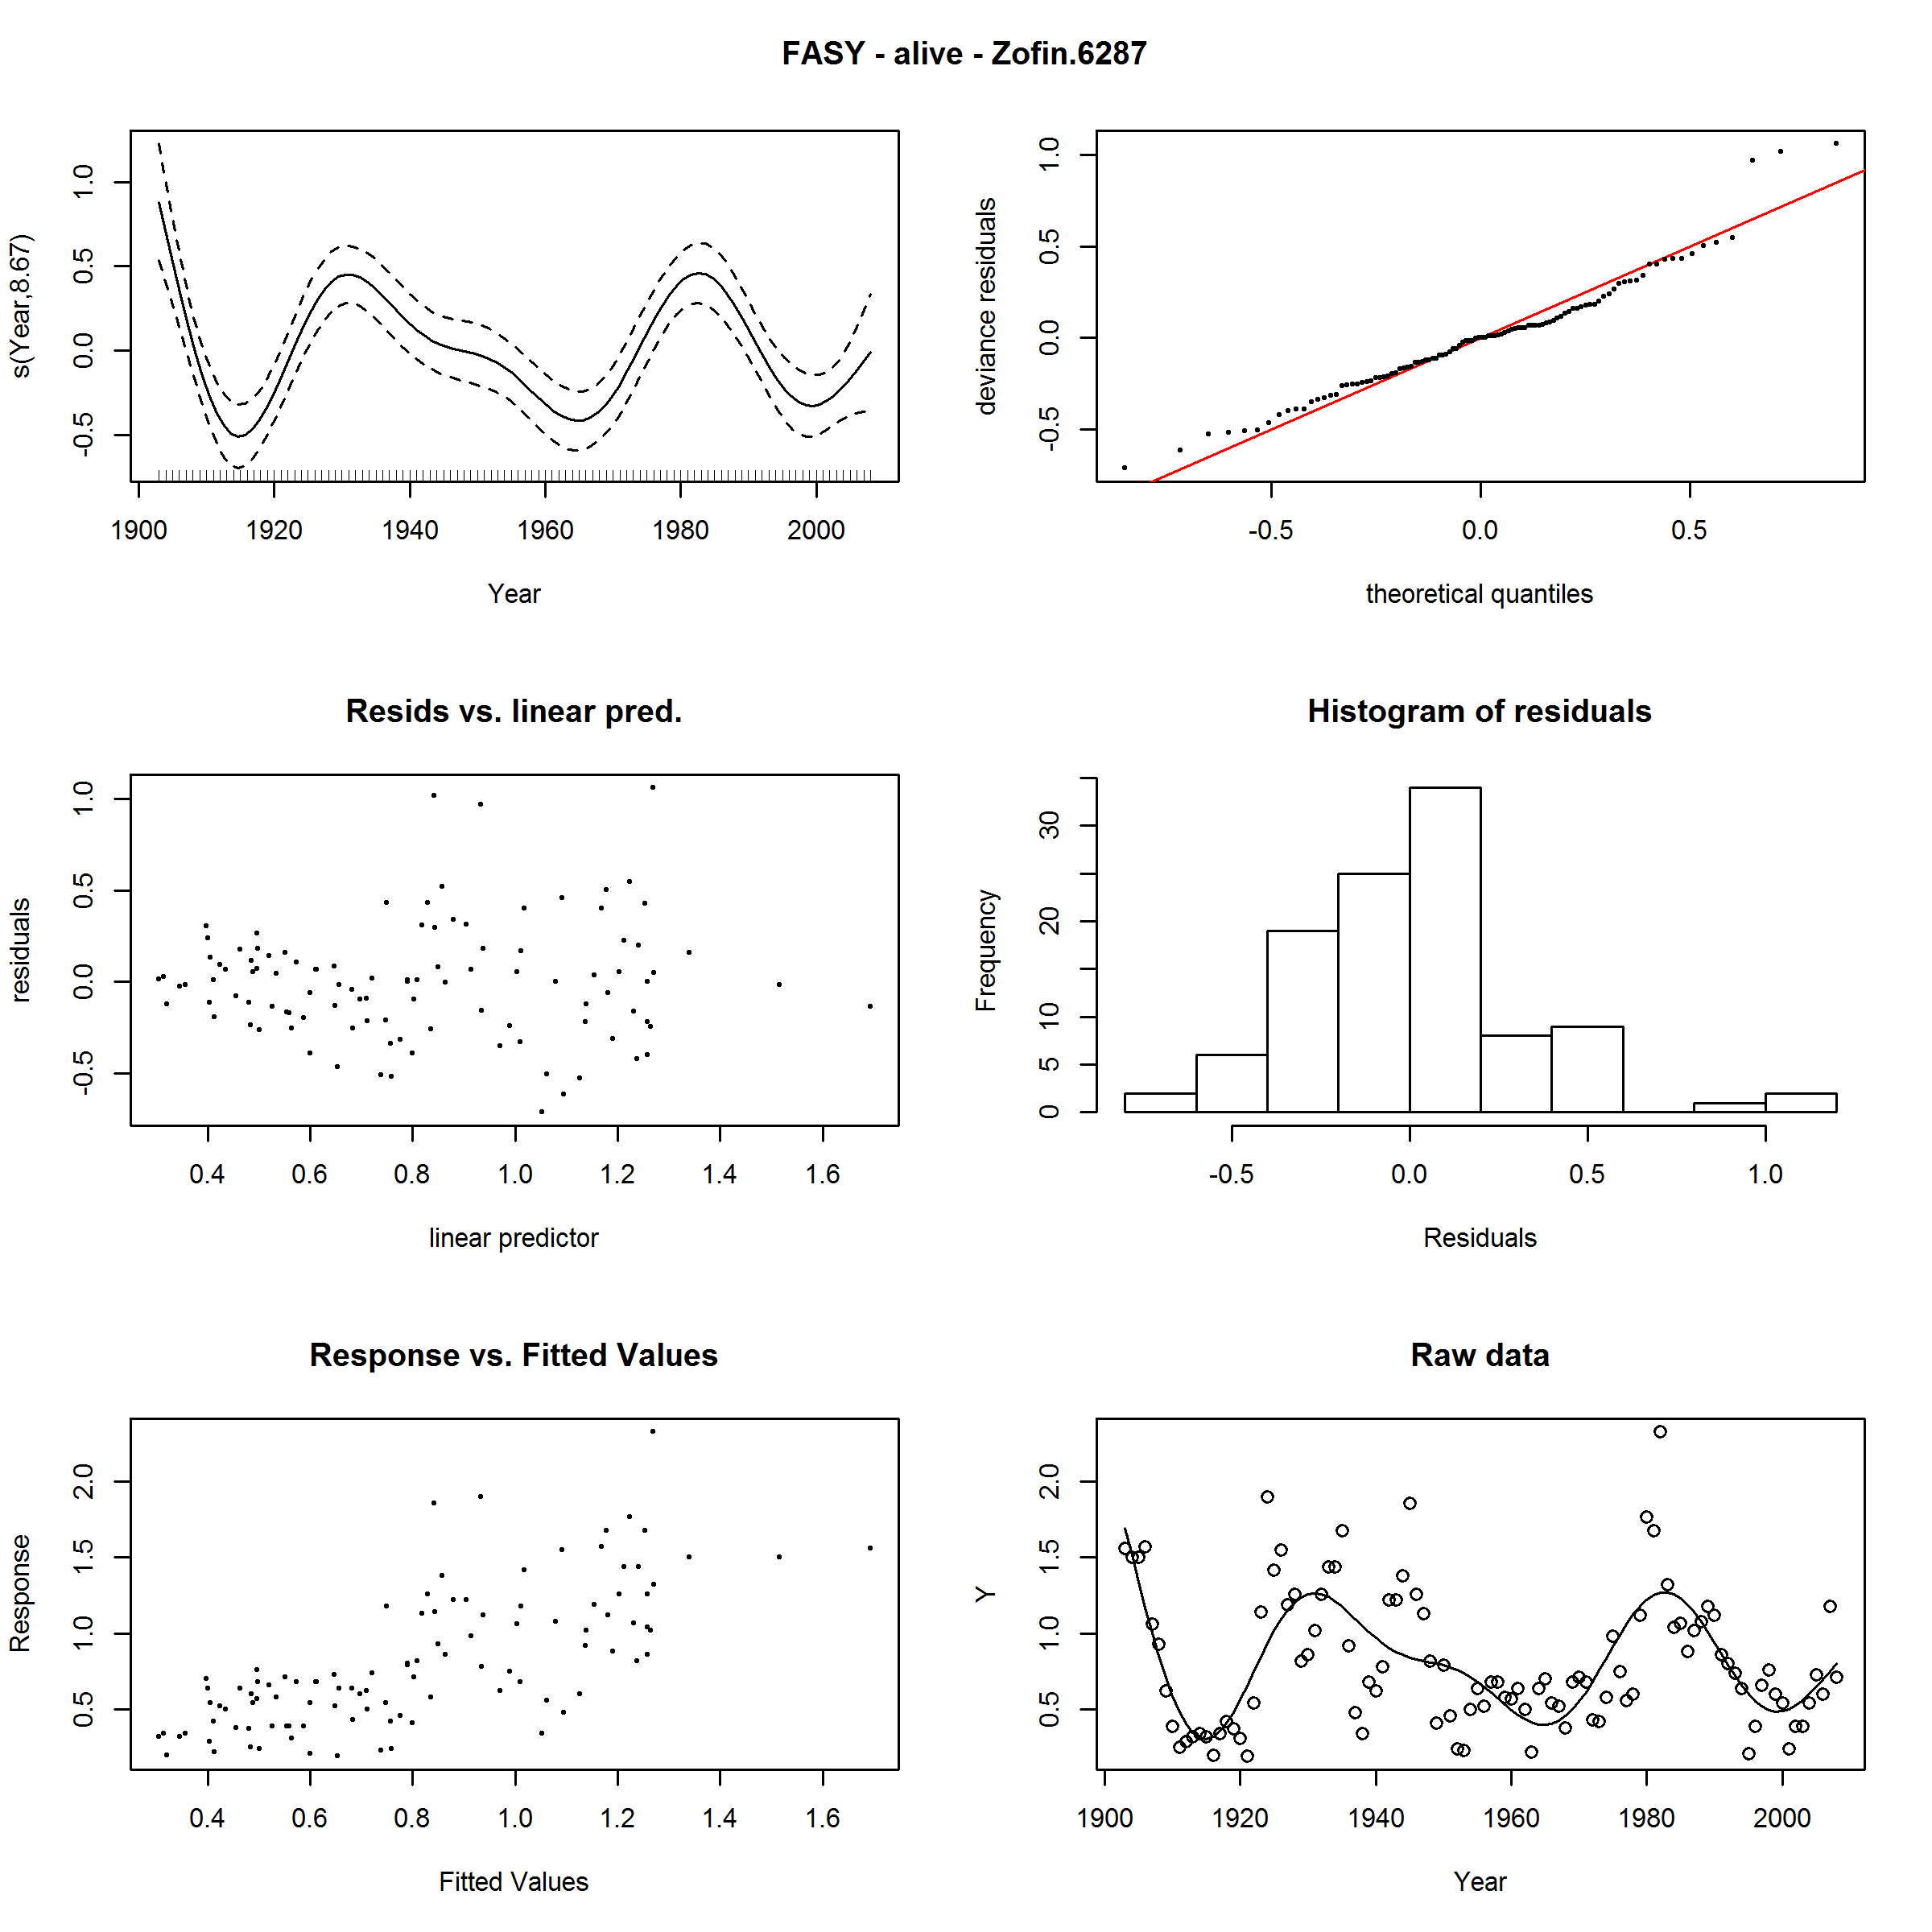 FASY - alive - Zofin.6287
s(Year,8.67)
1.0
0.5
0.0
-0.5
1900 1920 1940 1960 1980 2000
Year
deviance residuals
1.0
0.5
0.0
-0.5
-0.5 0.0 0.5
theoretical quantiles
Resids vs. linear pred.
residuals
1.0
0.5
0.0
-0.5
0.4 0.6 0.8 1.0 1.2 1.4 1.6
linear predictor
Histogram of residuals
Frequency
30
20
10
5
0
-0.5 0.0 0.5 1.0
Residuals
Response vs. Fitted Values
Response
2.0
1.5
1.0
0.5
0.4 0.6 0.8 1.0 1.2 1.4 1.6
Fitted Values
Raw data
Y
2.0
1.5
1.0
0.5
1900 1920 1940 1960 1980 2000
Year